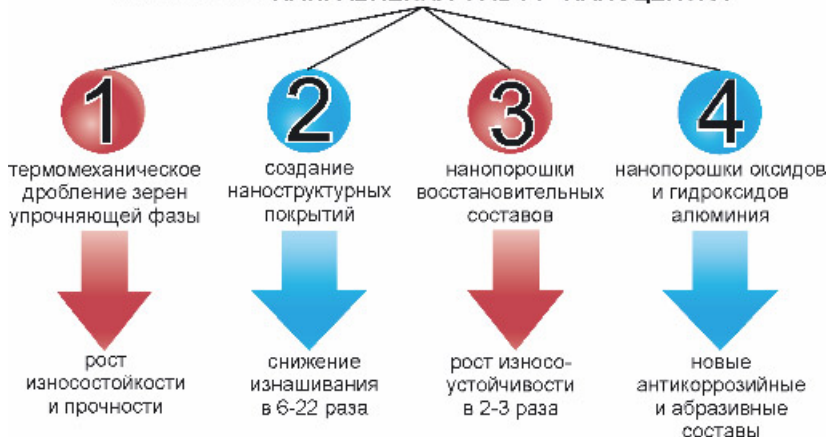 1
термомеханическое
дробление зерен
упрочняющей фазы
рост
износостойкости
и прочности
2
создание
наноструктурных
покрытий
снижение
изнашивания
в 6-22 раза
3
нанопорошки
восстановительных
составов
рост износо-
устойчивости
в 2-3 раза
4
нанопорошки оксидов
и гидроксидов
алюминия
новые
антикоррозийные
и абразивные
составы